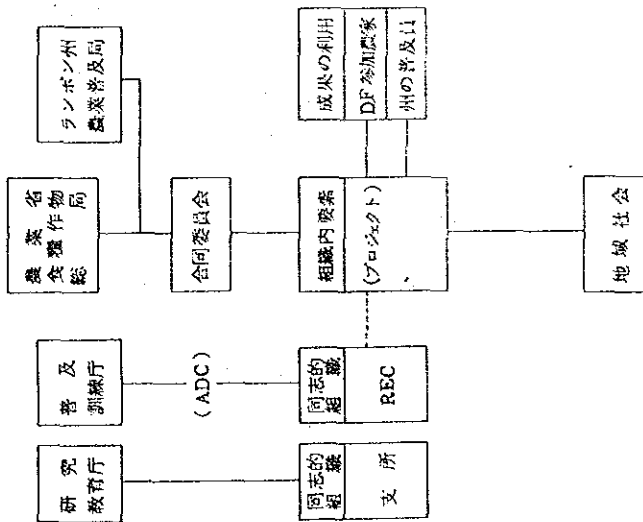 研 究
教育庁
普 及
訓練庁
農 業 省
食糧作物
総 局
ランポン州
農業普及局
(ADC)
合同委員会
同志的
組 織
支 所
同志的
組 織
REC
組織内要素
(プロジェクト)
成果の利用
DF参加農家
州の普及員
地域社会